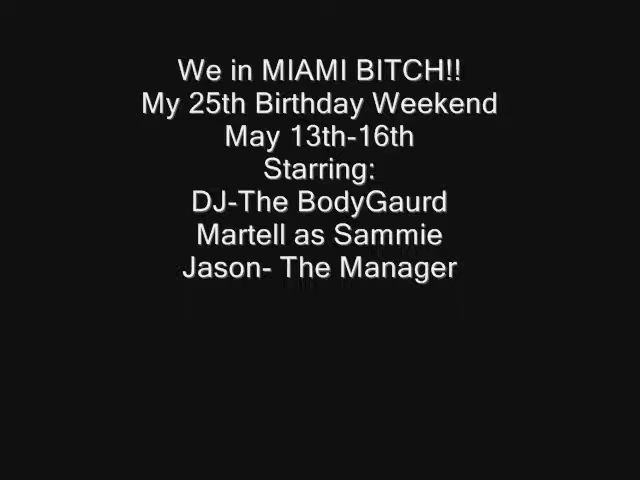 We in MIAMI BITCH!!
My 25th Birthday Weekend
May 13th-16th
Starring:
DJ-The BodyGaurd
Martell as Sammie
Jason- The Manager